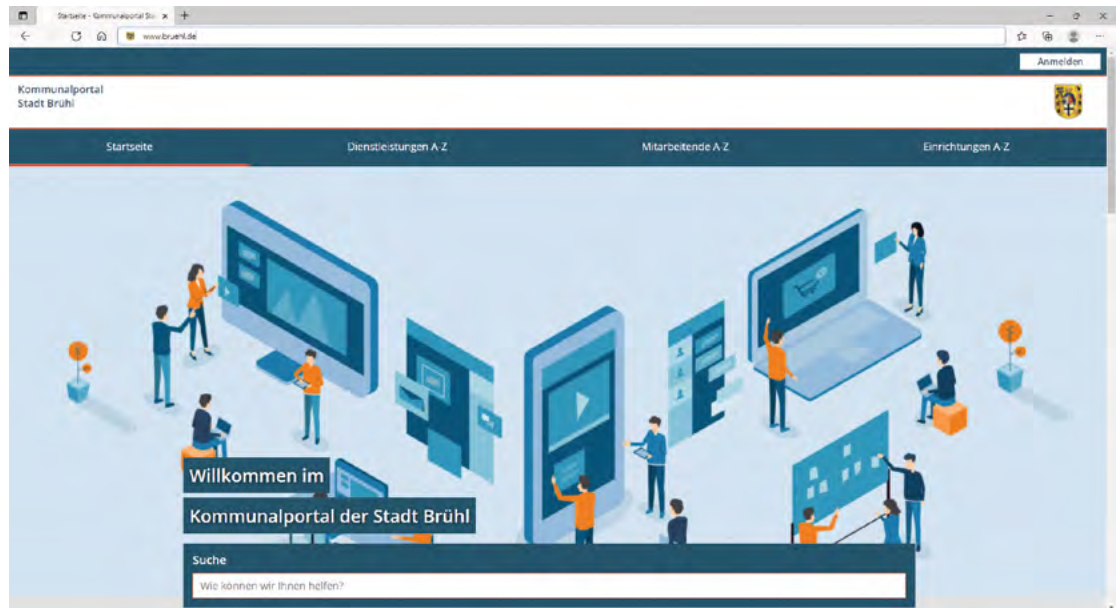 Startseite - Kommunalportal Sta
www.bruehl.de
Anmelden
Kommunalportal
Stadt Brühl
Startseite
Dienstleistungen A-Z
Mitarbeitende A-Z
Einrichtungen A-Z
Willkommen im
Kommunalportal der Stadt Brühl
Suche
Wie können wir Ihnen helfen?